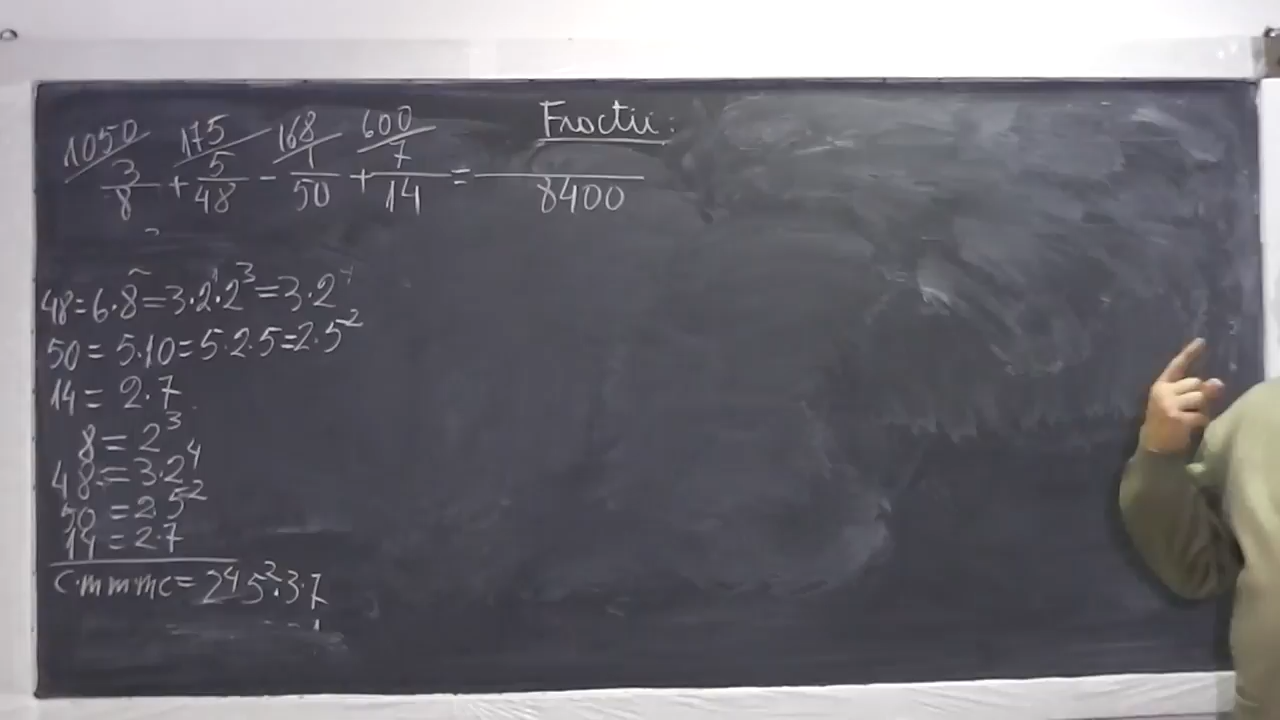 Fractii:
1050/ 175/ 168/ 600/
3/8 + 5/48 - 1/50 + 7/14 = /8400
48=6·8=3·2¹·2³=3·2⁴
50=5·10=5·2·5=2·5²
14=2·7
8=2³
48=3·2⁴
50=2 5²
14=2·7
c.m.m.mc=2⁴ 5²·3·7